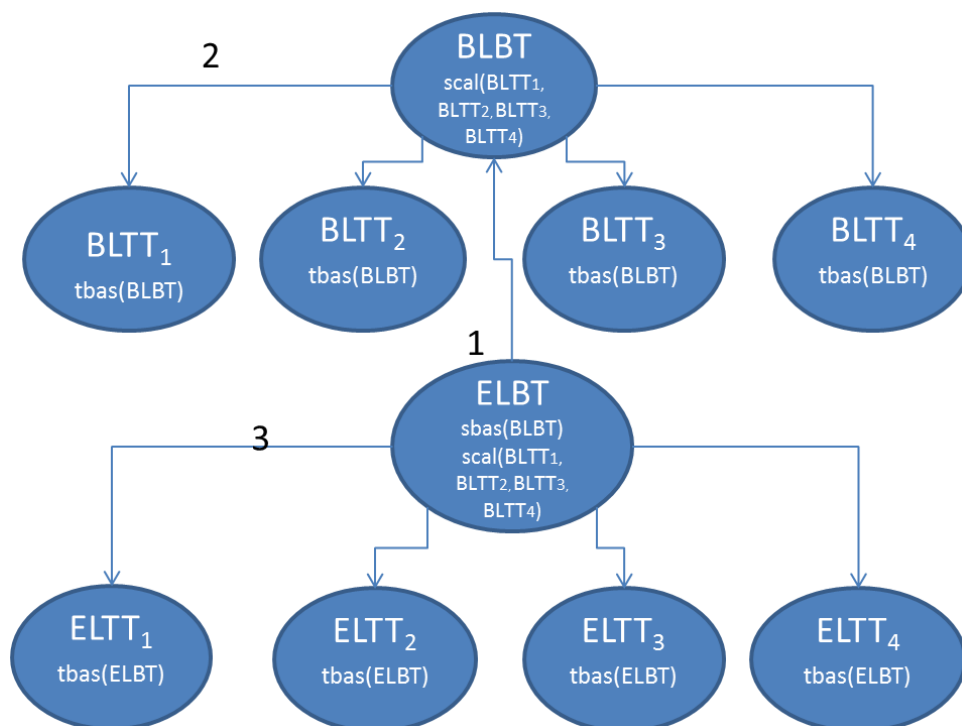 2
BLBT
scal(BLTT₁,
BLTT₂,BLTT₃,
BLTT₄)
BLTT₁
tbas(BLBT)
BLTT₂
tbas(BLBT)
BLTT₃
tbas(BLBT)
BLTT₄
tbas(BLBT)
1
ELBT
sbas(BLBT)
scal(BLTT₁,
BLTT₂,BLTT₃,
BLTT₄)
3
ELTT₁
tbas(ELBT)
ELTT₂
tbas(ELBT)
ELTT₃
tbas(ELBT)
ELTT₄
tbas(ELBT)